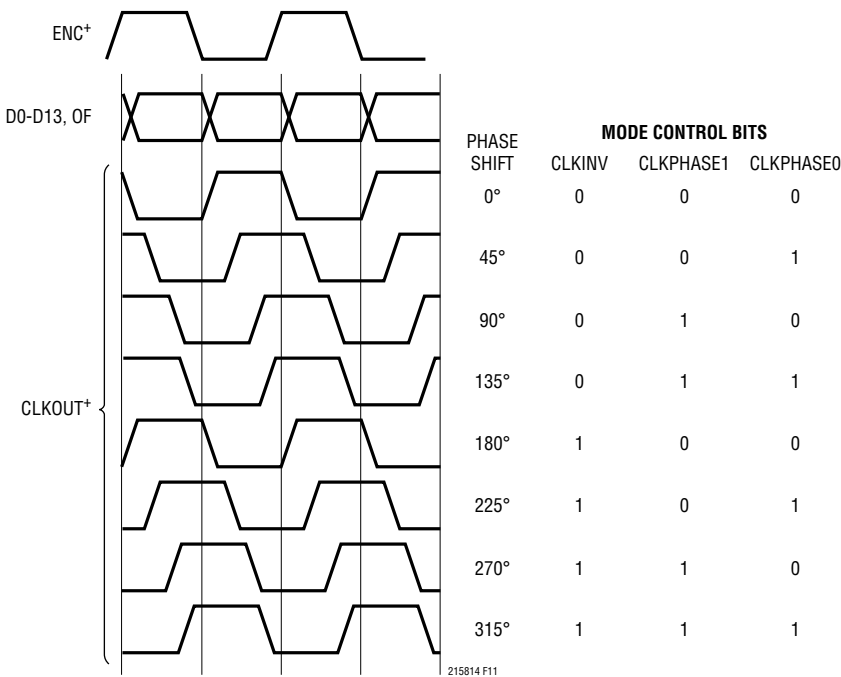 ENC+
D0-D13, OF
CLKOUT+
PHASE SHIFT
MODE CONTROL BITS
CLKINV CLKPHASE1 CLKPHASE0
0° 0 0 0
45° 0 0 1
90° 0 1 0
135° 0 1 1
180° 1 0 0
225° 1 0 1
270° 1 1 0
315° 1 1 1
215814 F11